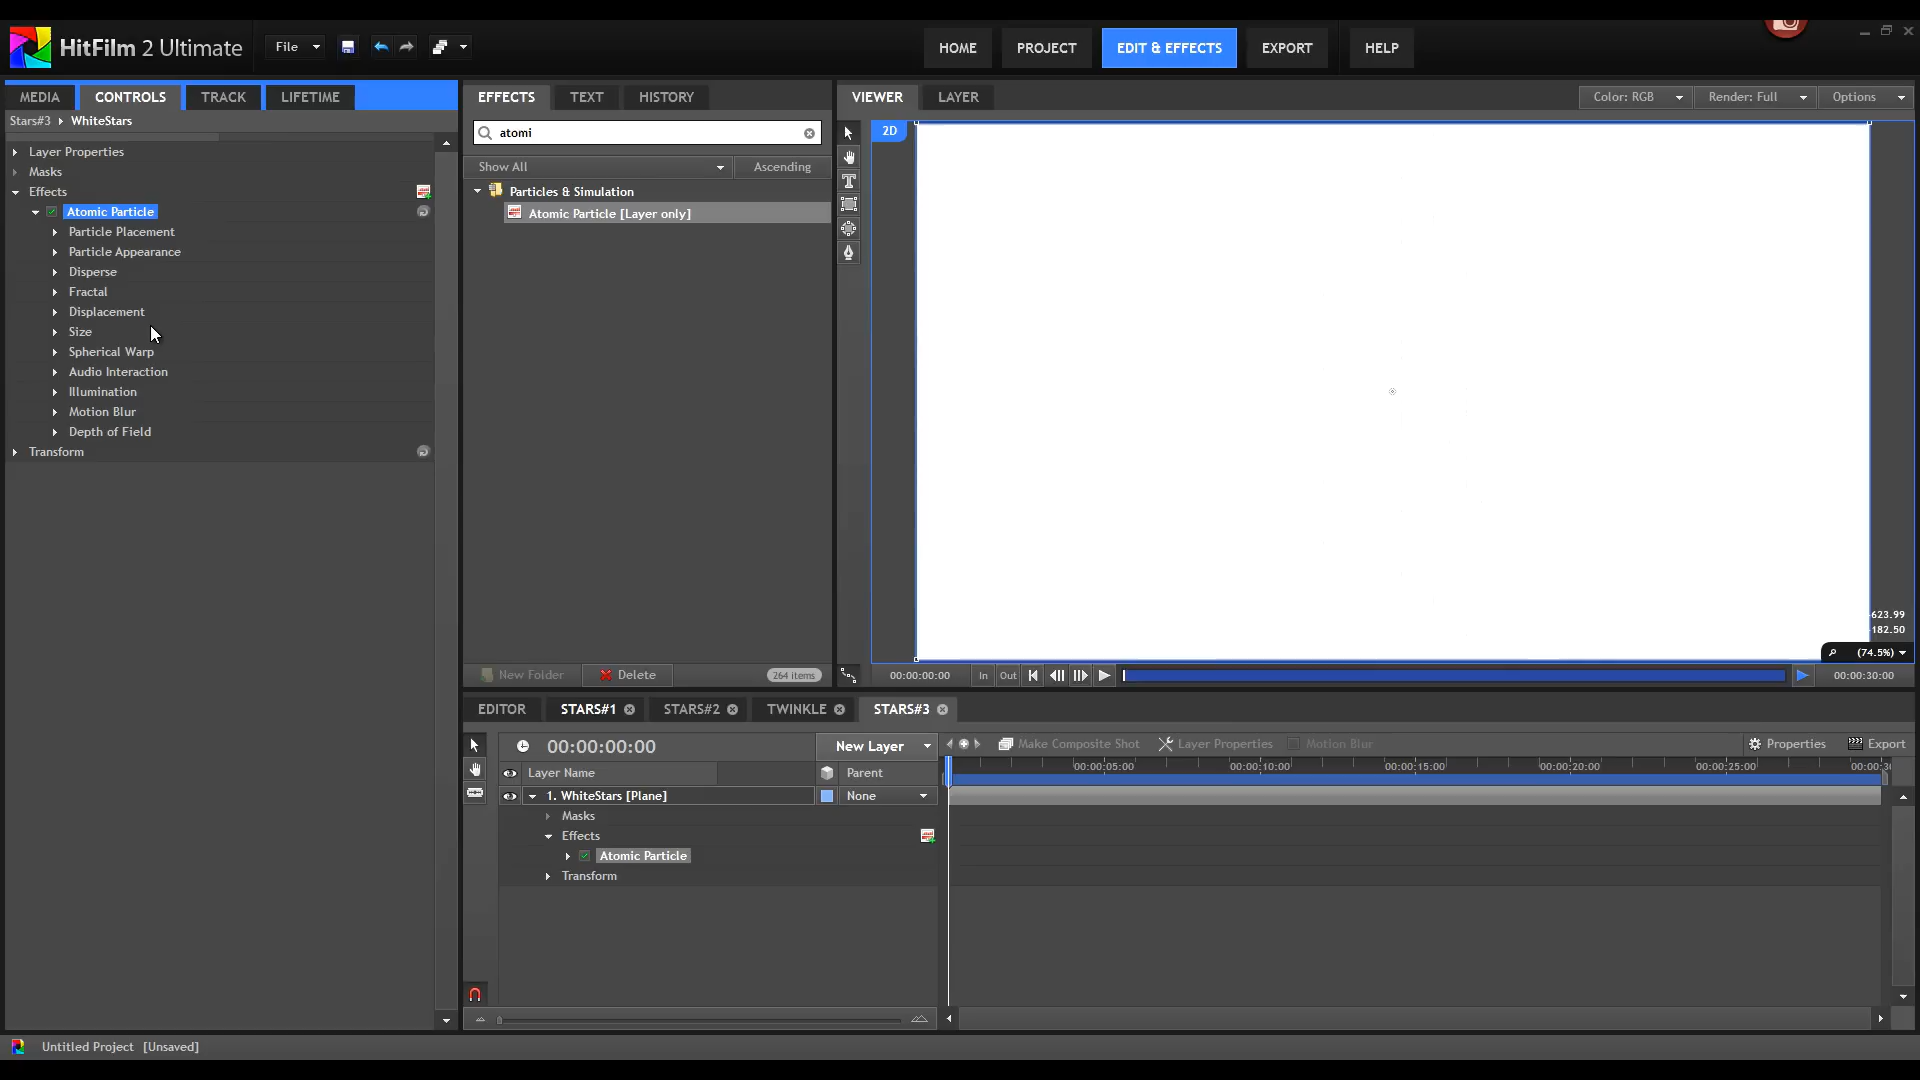 HitFilm 2 Ultimate
File
HOME
PROJECT
EDIT & EFFECTS
EXPORT
HELP
MEDIA
CONTROLS
TRACK
LIFETIME
Stars#3
WhiteStars
Layer Properties
Masks
Effects
Atomic Particle
Particle Placement
Particle Appearance
Disperse
Fractal
Displacement
Size
Spherical Warp
Audio Interaction
Illumination
Motion Blur
Depth of Field
Transform
EFFECTS
TEXT
HISTORY
atomi
Show All
Ascending
Particles & Simulation
Atomic Particle [Layer only]
New Folder
Delete
264 items
VIEWER
LAYER
Color: RGB
Render: Full
Options
2D
623.99
182.50
(74.5%)
00:00:00:00
In
Out
00:00:30:00
EDITOR
STARS#1
STARS#2
TWINKLE
STARS#3
00:00:00:00
New Layer
Make Composite Shot
Layer Properties
Motion Blur
Properties
Export
Layer Name
Parent
00:00:05:00
00:00:10:00
00:00:15:00
00:00:20:00
00:00:25:00
00:00:3
1. WhiteStars [Plane]
None
Masks
Effects
Atomic Particle
Transform
Untitled Project [Unsaved]